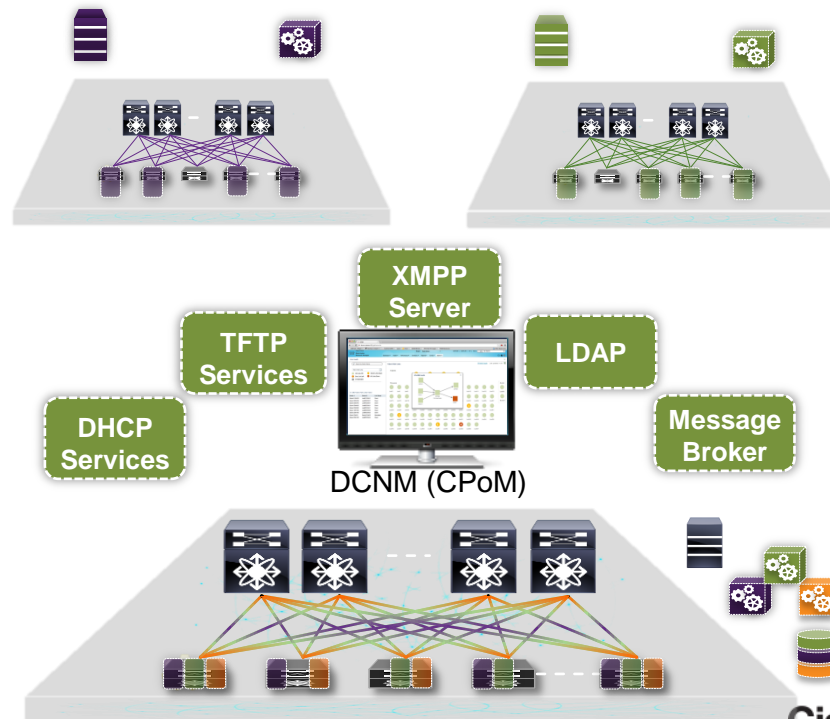 XMPP
Server
TFTP
Services
LDAP
DHCP
Services
Message
Broker
DCNM (CPoM)